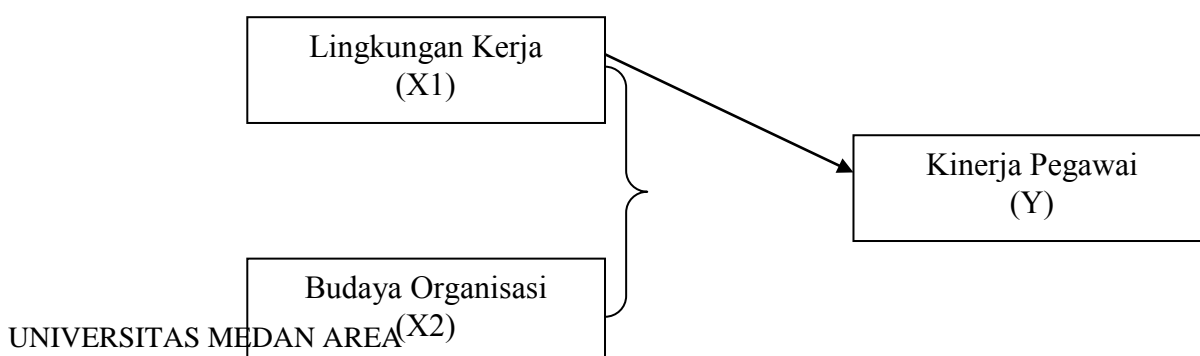 Lingkungan Kerja
(X1)
Kinerja Pegawai
(Y)
Budaya Organisasi
(X2)
UNIVERSITAS MEDAN AREA